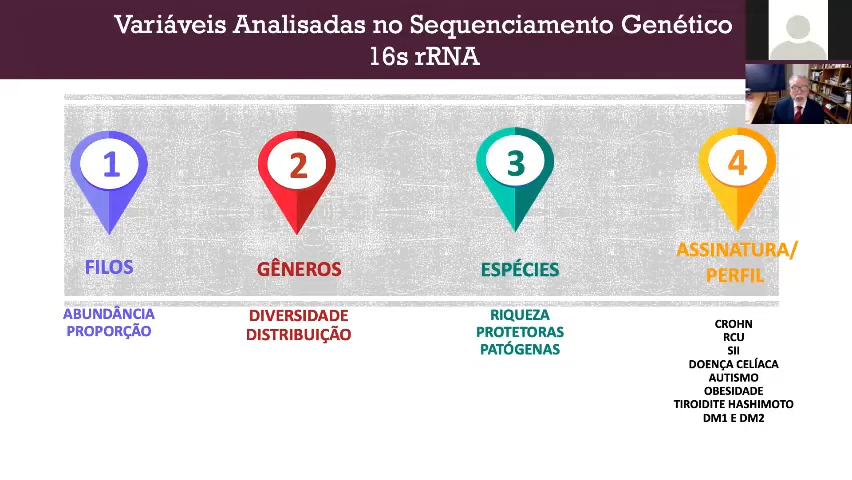 Variáveis Analisadas no Sequenciamento Genético
16s rRNA
1
2
3
4
FILOS
GÊNEROS
ESPÉCIES
ASSINATURA/
PERFIL
ABUNDÂNCIA
PROPORÇÃO
DIVERSIDADE
DISTRIBUIÇÃO
RIQUEZA
PROTETORAS
PATÓGENAS
CROHN
RCU
SII
DOENÇA CELÍACA
AUTISMO
OBESIDADE
TIROIDITE HASHIMOTO
DM1 E DM2